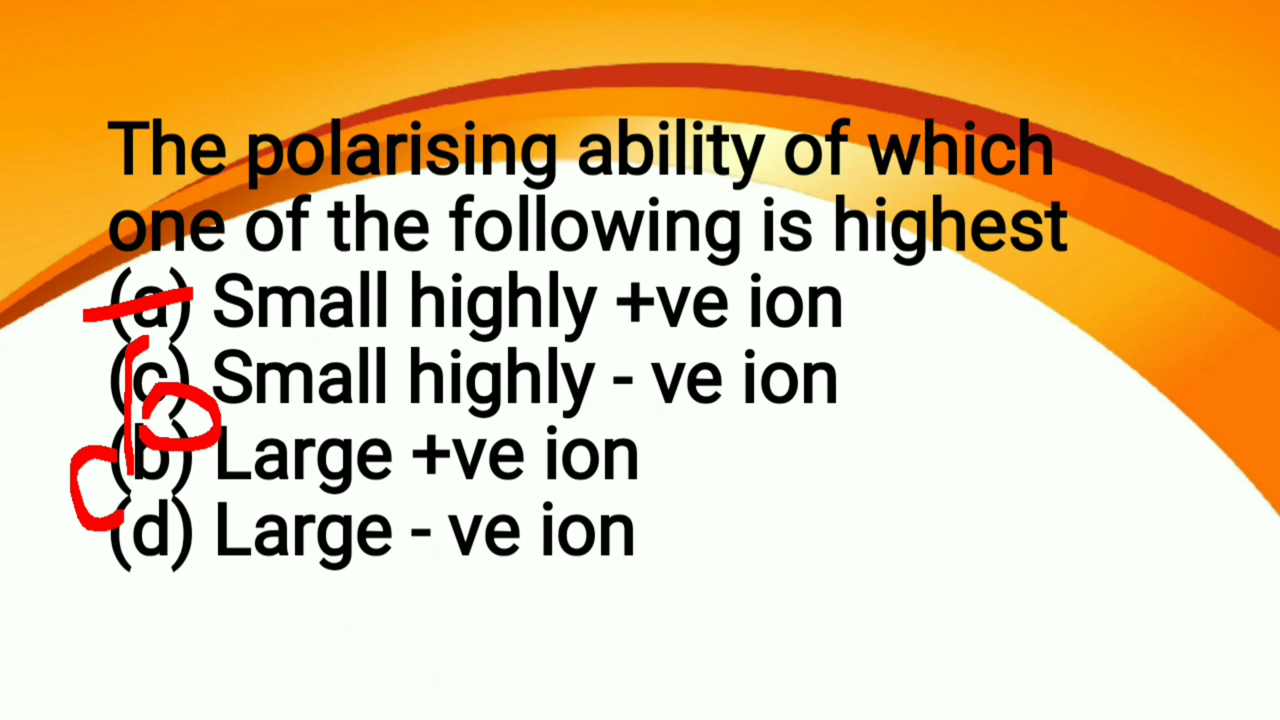 The polarising ability of which
one of the following is highest
(a) Small highly +ve ion
(c) Small highly - ve ion
b
(b) Large +ve ion
c
(d) Large - ve ion